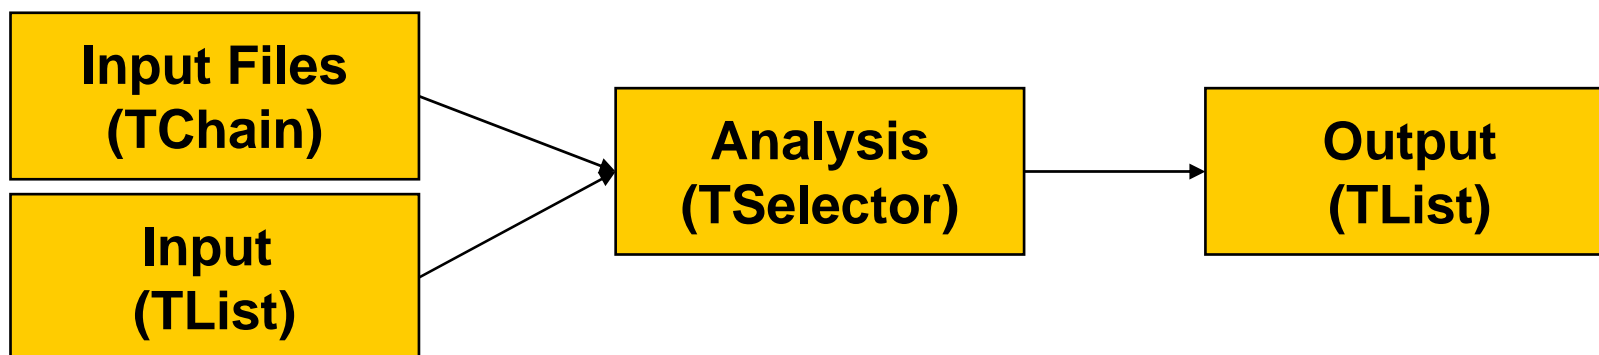 Input Files
(TChain)
Input
(TList)
Analysis
(TSelector)
Output
(TList)